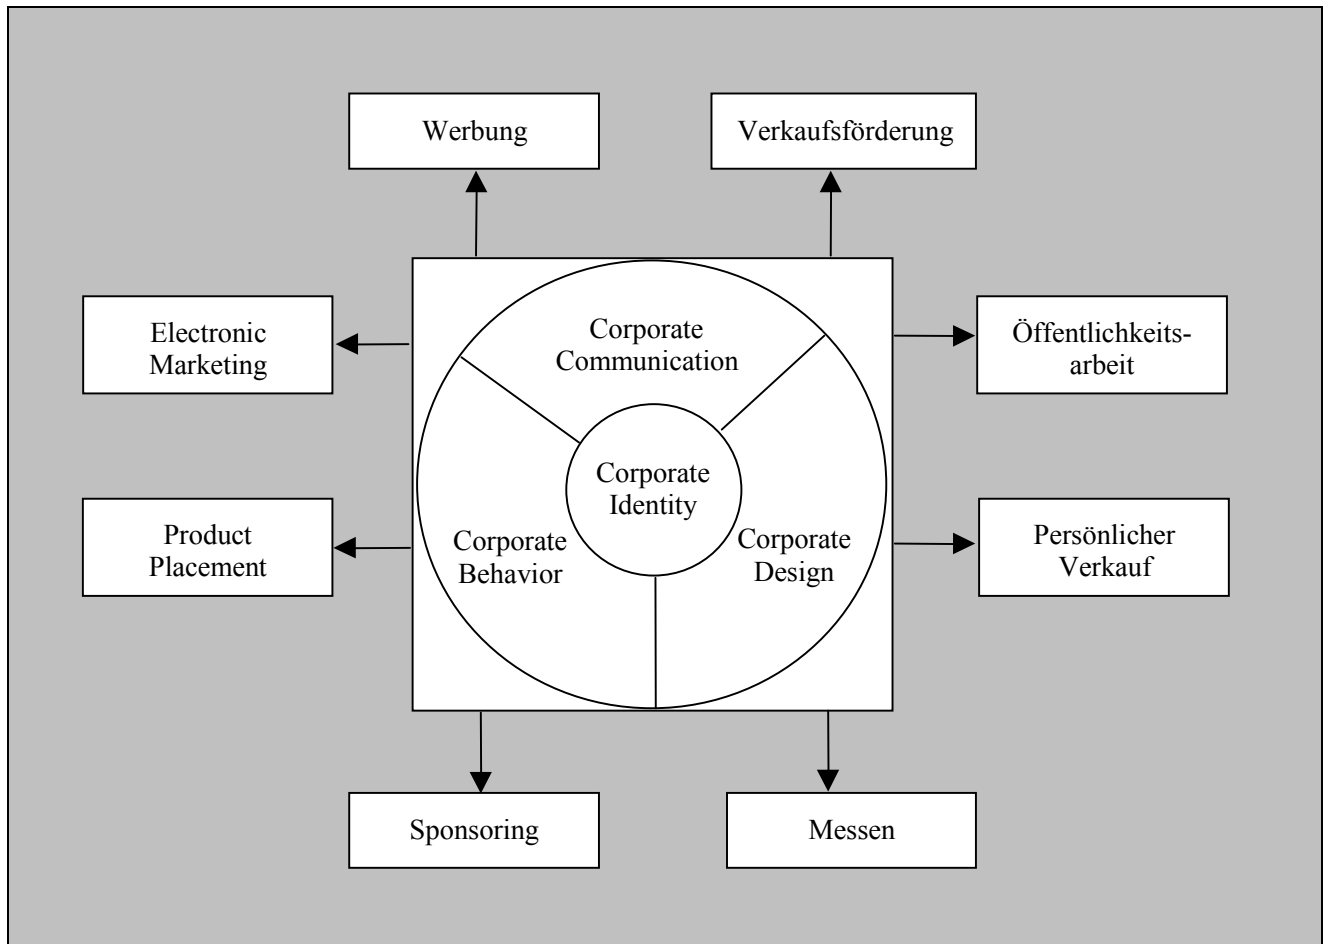 Werbung
Verkaufsförderung
Electronic
Marketing
Corporate
Communication
Öffentlichkeits-
arbeit
Corporate
Identity
Product
Placement
Corporate
Behavior
Corporate
Design
Persönlicher
Verkauf
Sponsoring
Messen